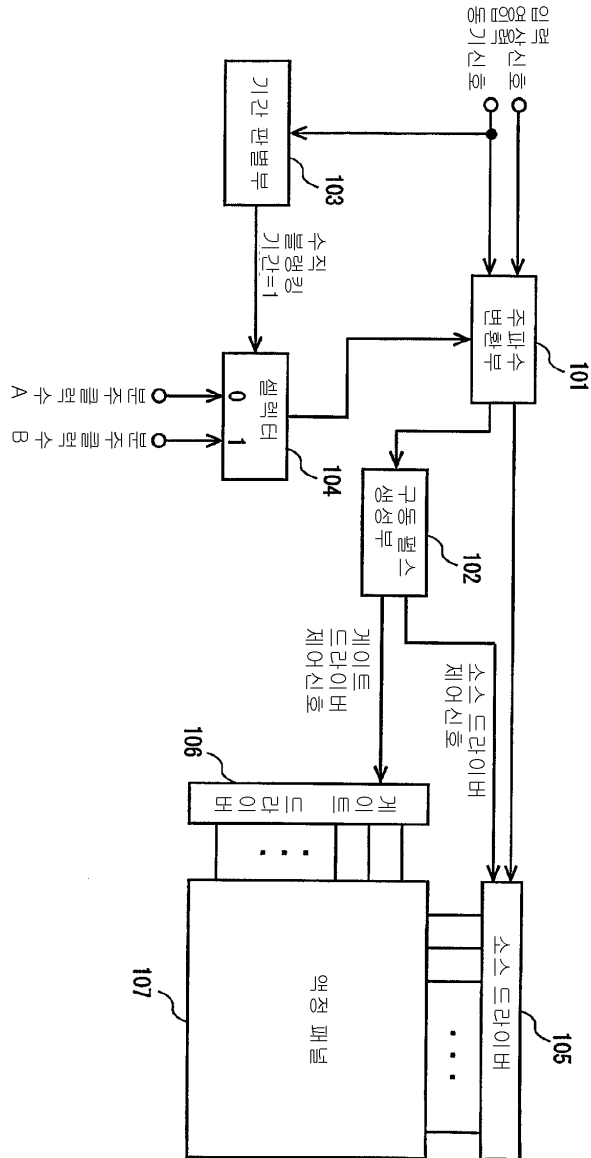 입력
영상신호
입력
동기신호
주파수
변환부
101
기간 판별부
103
수직
블랭킹
기간=1
셀렉터
0
1
104
분주클럭 수 A
분주클럭 수 B
구동펄스
생성부
102
소스 드라이버
제어신호
게이트
드라이버
제어신호
소스 드라이버
105
게이트 드라이버
106
액정 패널
107